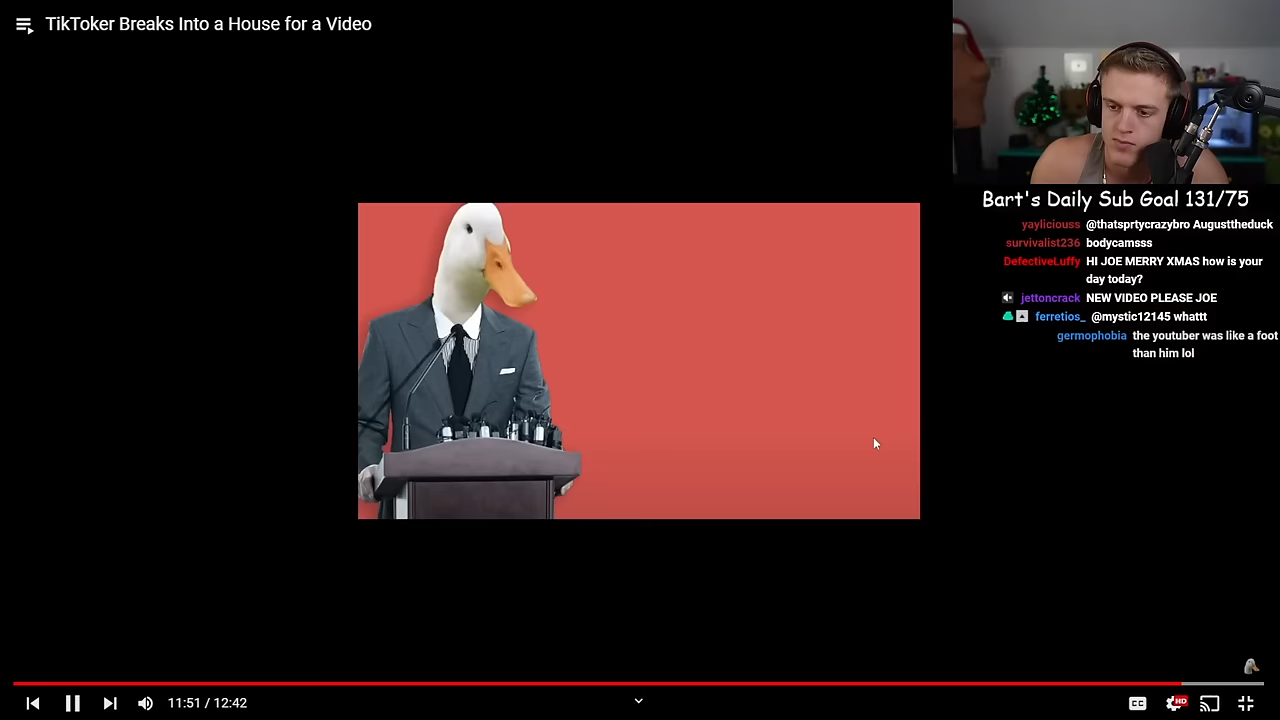 TikToker Breaks Into a House for a Video
Bart's Daily Sub Goal 131/75
yayliciouss @thatsprtycrazybro Augusttheduck
survivalist236 bodycamsss
DefectiveLuffy HI JOE MERRY XMAS how is your
day today?
jettoncrack NEW VIDEO PLEASE JOE
ferretios_ @mystic12145 whattt
germophobia the youtuber was like a foot
than him lol
11:51 / 12:42
CC
HD